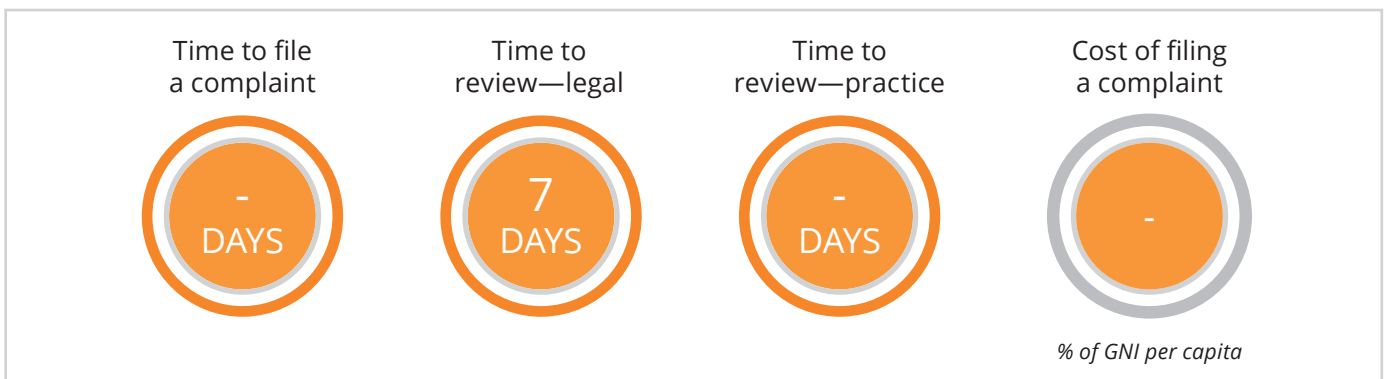 Time to file
a complaint
-
DAYS
Time to
review—legal
7
DAYS
Time to
review—practice
-
DAYS
Cost of filing
a complaint
-
% of GNI per capita